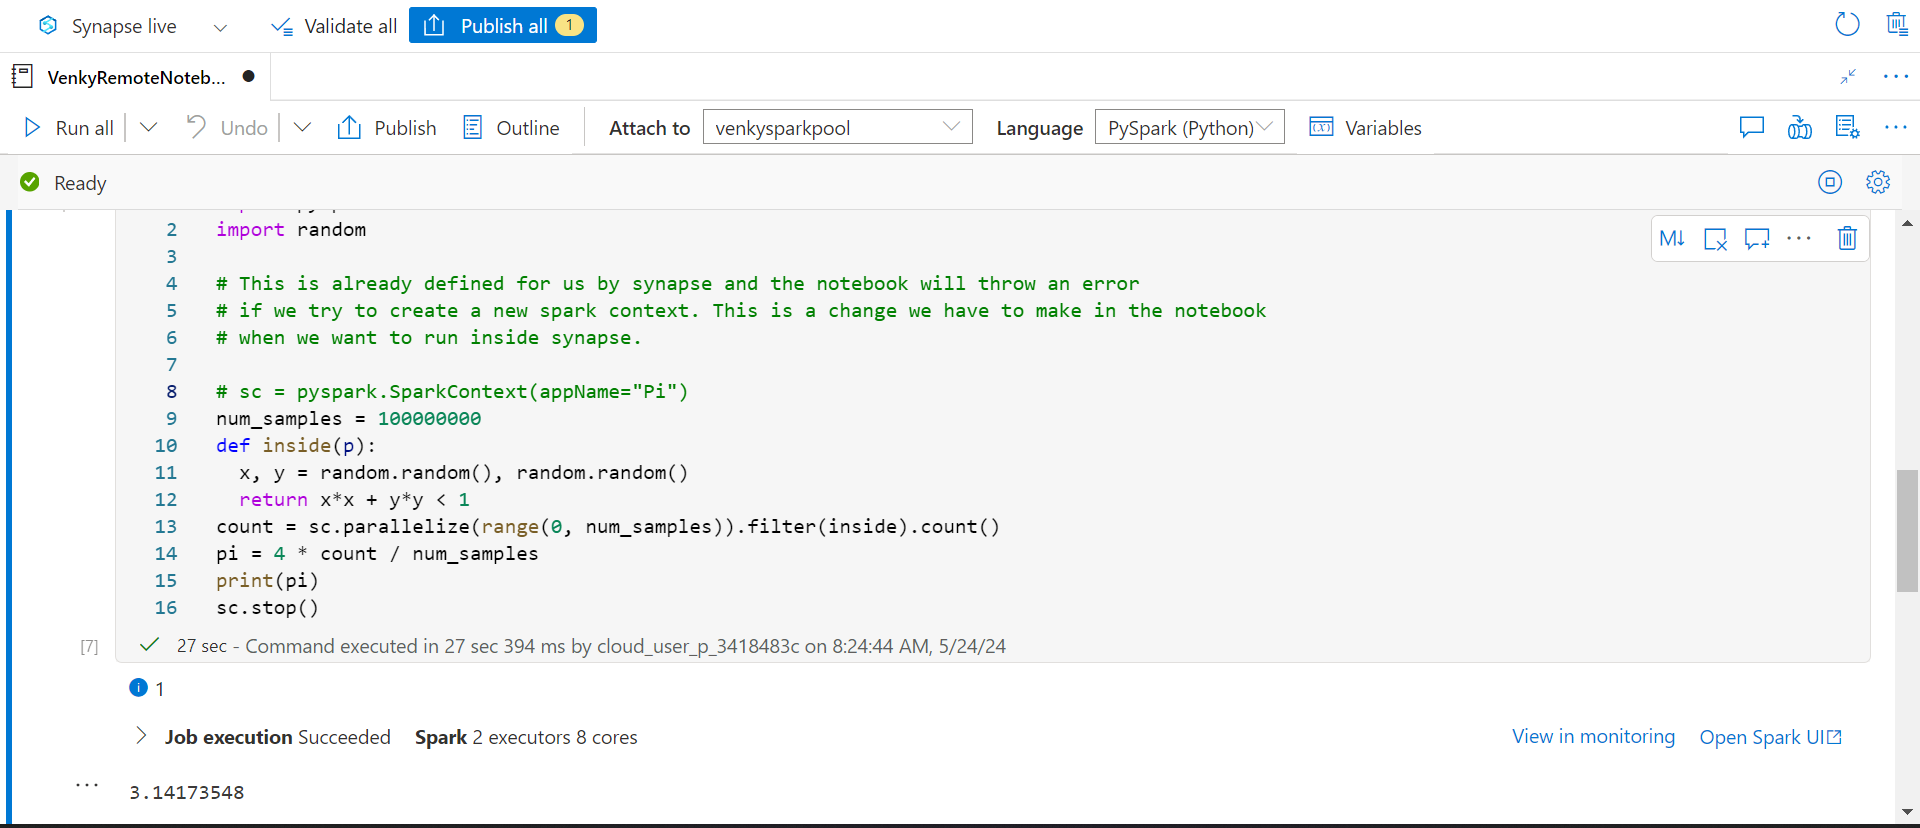 Synapse live
Validate all
Publish all 1
VenkyRemoteNoteb...
Run all
Undo
Publish
Outline
Attach to venkysparkpool
Language PySpark (Python)
Variables
Ready
2 import random
3
4 # This is already defined for us by synapse and the notebook will throw an error
5 # if we try to create a new spark context. This is a change we have to make in the notebook
6 # when we want to run inside synapse.
7
8 # sc = pyspark.SparkContext(appName="Pi")
9 num_samples = 100000000
10 def inside(p):
11   x, y = random.random(), random.random()
12   return x*x + y*y < 1
13 count = sc.parallelize(range(0, num_samples)).filter(inside).count()
14 pi = 4 * count / num_samples
15 print(pi)
16 sc.stop()
M↓
[7] 27 sec - Command executed in 27 sec 394 ms by cloud_user_p_3418483c on 8:24:44 AM, 5/24/24
1
Job execution Succeeded Spark 2 executors 8 cores View in monitoring Open Spark UI
3.14173548